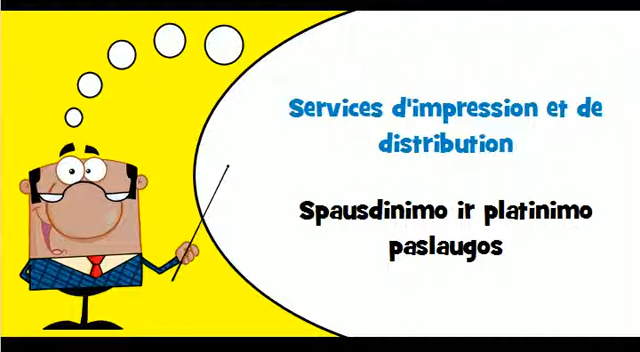 Services d'impression et de
distribution
Spausdinimo ir platinimo
paslaugos